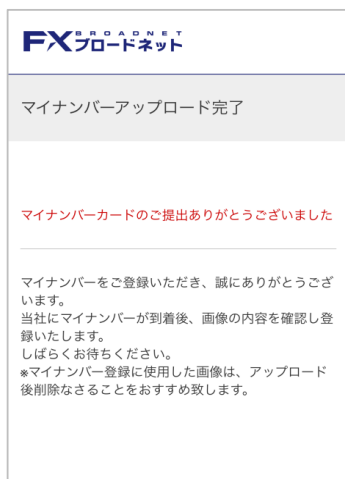 BROADNET
FXブロードネット
マイナンバーアップロード完了
マイナンバーカードのご提出ありがとうございました
マイナンバーをご登録いただき、誠にありがとうござ
います。
当社にマイナンバーが到着後、画像の内容を確認し登
録いたします。
しばらくお待ちください。
※マイナンバー登録に使用した画像は、アップロード
後削除なさることをおすすめ致します。